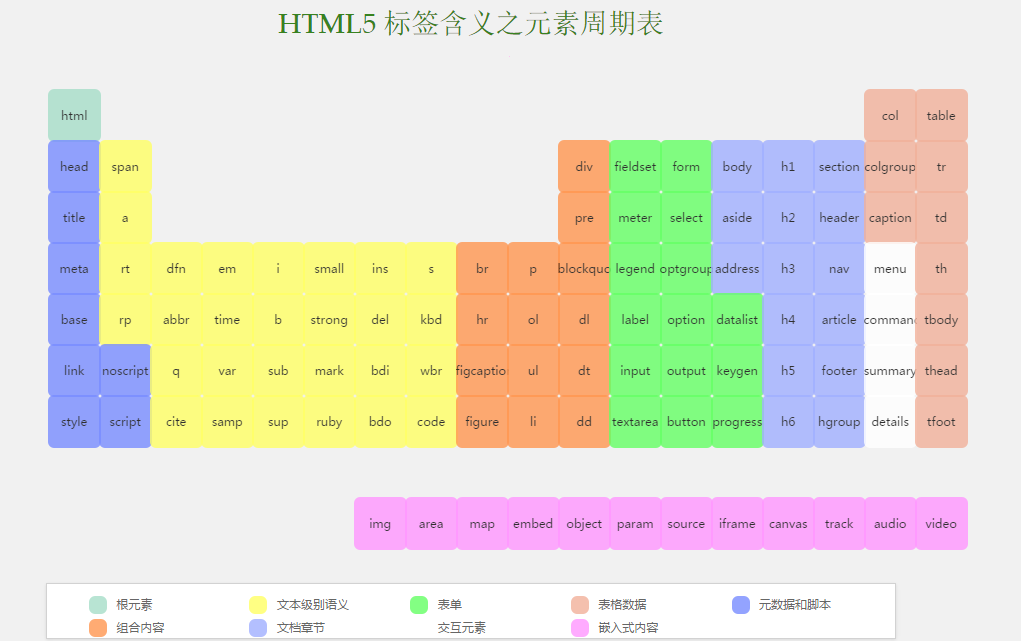 HTML5 标签含义之元素周期表
html col table
head span div fieldset form body h1 section colgroup tr
title a pre meter select aside h2 header caption td
meta rt dfn em i small ins s br p blockquo legend optgroup address h3 nav menu th
base rp abbr time b strong del kbd hr ol dl label option datalist h4 article command tbody
link noscript q var sub mark bdi wbr figcaption ul dt input output keygen h5 footer summary thead
style script cite samp sup ruby bdo code figure li dd textarea button progress h6 hgroup details tfoot
img area map embed object param source iframe canvas track audio video
根元素 文本级别语义 表单 表格数据 元数据和脚本
组合内容 文档章节 交互元素 嵌入式内容